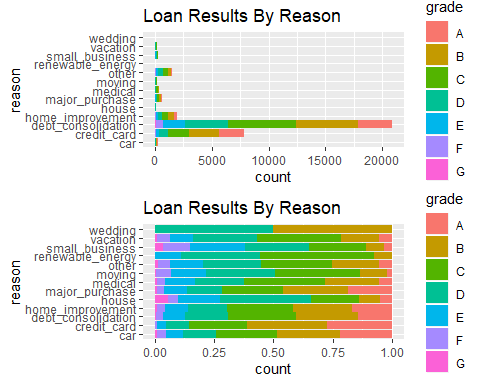 Loan Results By Reason
reason
wedding
vacation
small_business
renewable_energy
other
moving
medical
major_purchase
house
home_improvement
debt_consolidation
credit_card
car
0 5000 10000 15000 20000
count
grade
A
B
C
D
E
F
G
Loan Results By Reason
reason
wedding
vacation
small_business
renewable_energy
other
moving
medical
major_purchase
house
home_improvement
debt_consolidation
credit_card
car
0.00 0.25 0.50 0.75 1.00
count
grade
A
B
C
D
E
F
G